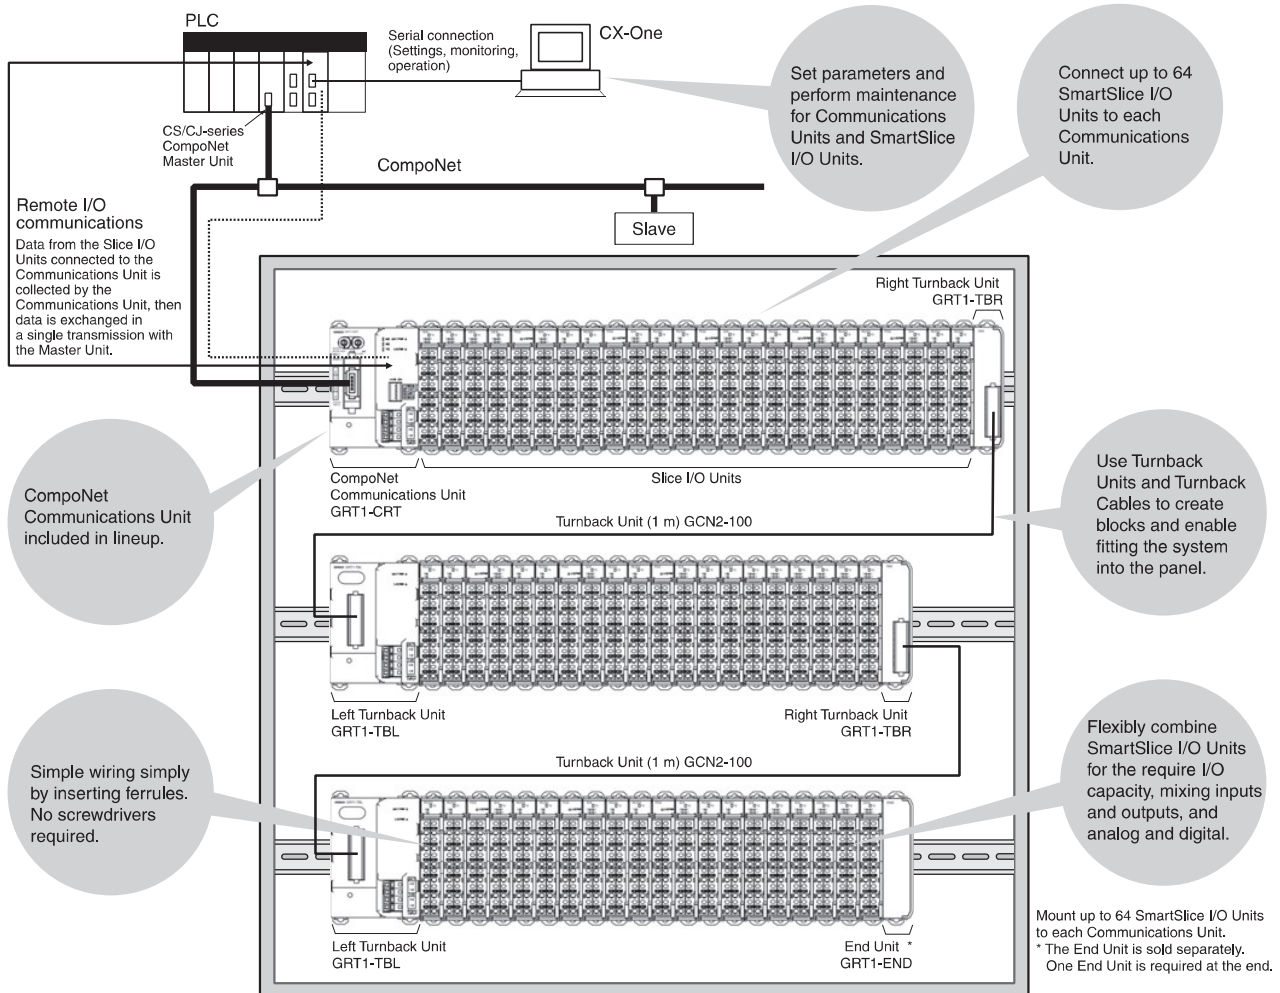 PLC
Serial connection
(Settings, monitoring,
operation)
CX-One
CS/CJ-series
CompoNet
Master Unit
CompoNet
Slave
Remote I/O
communications
Data from the Slice I/O
Units connected to the
Communications Unit is
collected by the
Communications Unit, then
data is exchanged in
a single transmission with
the Master Unit.
Set parameters and
perform maintenance
for Communications
Units and SmartSlice
I/O Units.
Connect up to 64
SmartSlice I/O
Units to each
Communications
Unit.
Right Turnback Unit
GRT1-TBR
CompoNet
Communications Unit
GRT1-CRT
Slice I/O Units
CompoNet
Communications Unit
included in lineup.
Turnback Unit (1 m) GCN2-100
Use Turnback
Units and Turnback
Cables to create
blocks and enable
fitting the system
into the panel.
Left Turnback Unit
GRT1-TBL
Right Turnback Unit
GRT1-TBR
Turnback Unit (1 m) GCN2-100
Simple wiring simply
by inserting ferrules.
No screwdrivers
required.
Flexibly combine
SmartSlice I/O Units
for the require I/O
capacity, mixing inputs
and outputs, and
analog and digital.
Left Turnback Unit
GRT1-TBL
End Unit *
GRT1-END
Mount up to 64 SmartSlice I/O Units
to each Communications Unit.
* The End Unit is sold separately.
One End Unit is required at the end.